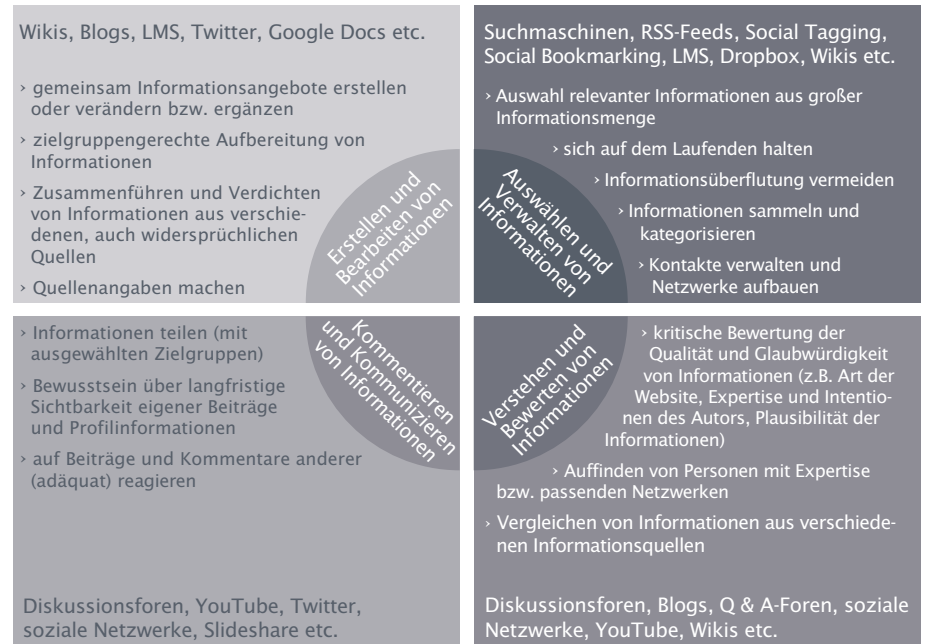 Wikis, Blogs, LMS, Twitter, Google Docs etc.
› gemeinsam Informationsangebote erstellen
oder verändern bzw. ergänzen
› zielgruppengerechte Aufbereitung von
Informationen
› Zusammenführen und Verdichten
von Informationen aus verschie-
denen, auch widersprüchlichen
Quellen
› Quellenangaben machen
Erstellen und
Bearbeiten von
Informationen
Suchmaschinen, RSS-Feeds, Social Tagging,
Social Bookmarking, LMS, Dropbox, Wikis etc.
› Auswahl relevanter Informationen aus großer
Informationsmenge
› sich auf dem Laufenden halten
› Informationsüberflutung vermeiden
› Informationen sammeln und
kategorisieren
› Kontakte verwalten und
Netzwerke aufbauen
Auswählen und
Verwalten von
Informationen
› Informationen teilen (mit
ausgewählten Zielgruppen)
› Bewusstsein über langfristige
Sichtbarkeit eigener Beiträge
und Profilinformationen
› auf Beiträge und Kommentare anderer
(adäquat) reagieren
Kommentieren
und Kommunizieren
von Informationen
Diskussionsforen, YouTube, Twitter,
soziale Netzwerke, Slideshare etc.
Verstehen und
Bewerten von
Informationen
› kritische Bewertung der
Qualität und Glaubwürdigkeit
von Informationen (z.B. Art der
Website, Expertise und Intentio-
nen des Autors, Plausibilität der
Informationen)
› Auffinden von Personen mit Expertise
bzw. passenden Netzwerken
› Vergleichen von Informationen aus verschiede-
nen Informationsquellen
Diskussionsforen, Blogs, Q & A-Foren, soziale
Netzwerke, YouTube, Wikis etc.